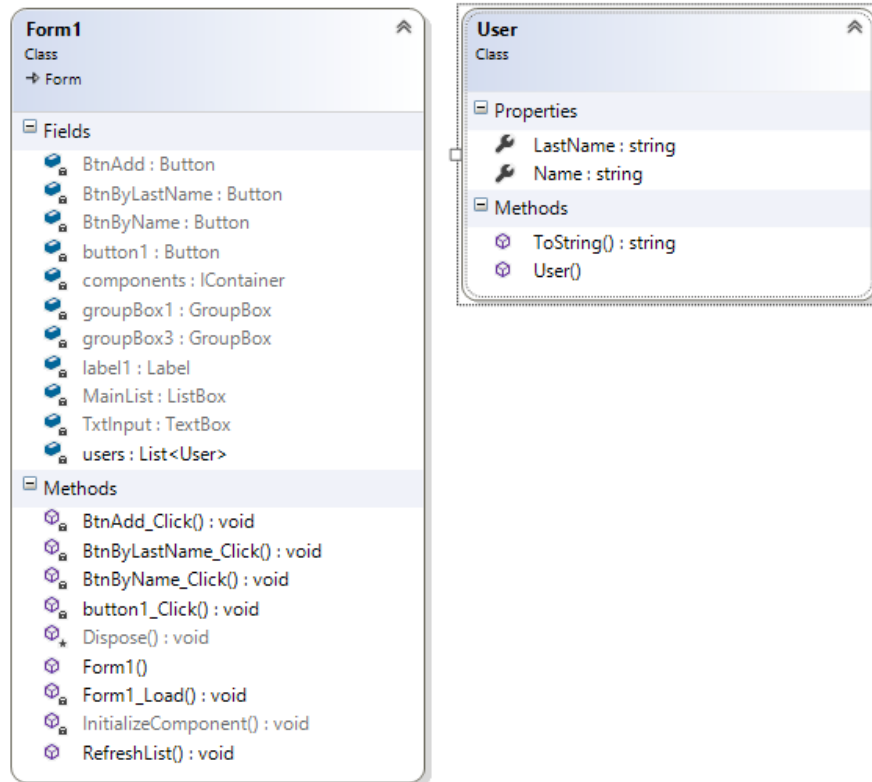 Form1
Class
Form
Fields
BtnAdd : Button
BtnByLastName : Button
BtnByName : Button
button1 : Button
components : IContainer
groupBox1 : GroupBox
groupBox3 : GroupBox
label1 : Label
MainList : ListBox
TxtInput : TextBox
users : List<User>
Methods
BtnAdd_Click() : void
BtnByLastName_Click() : void
BtnByName_Click() : void
button1_Click() : void
Dispose() : void
Form1()
Form1_Load() : void
InitializeComponent() : void
RefreshList() : void
User
Class
Properties
LastName : string
Name : string
Methods
ToString() : string
User()